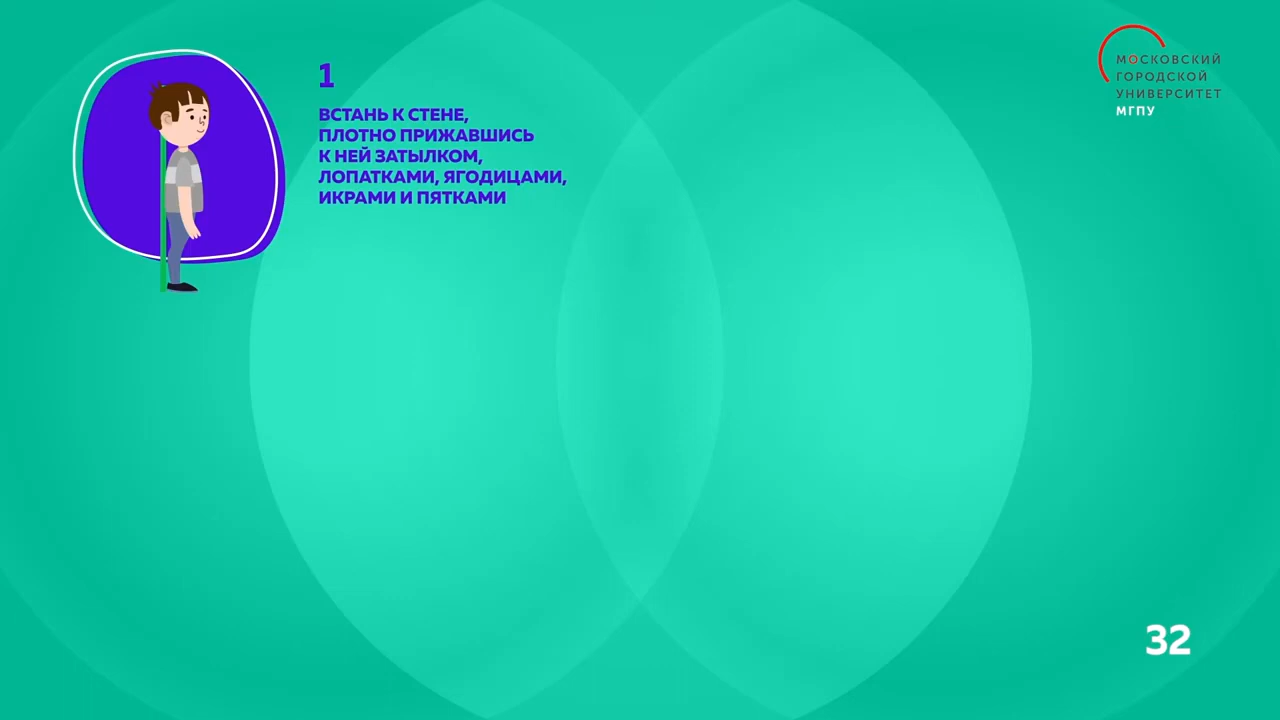 1
ВСТАНЬ К СТЕНЕ,
ПЛОТНО ПРИЖАВШИСЬ
К НЕЙ ЗАТЫЛКОМ,
ЛОПАТКАМИ, ЯГОДИЦАМИ,
ИКРАМИ И ПЯТКАМИ
МОСКОВСКИЙ
ГОРОДСКОЙ
УНИВЕРСИТЕТ
МГПУ
32